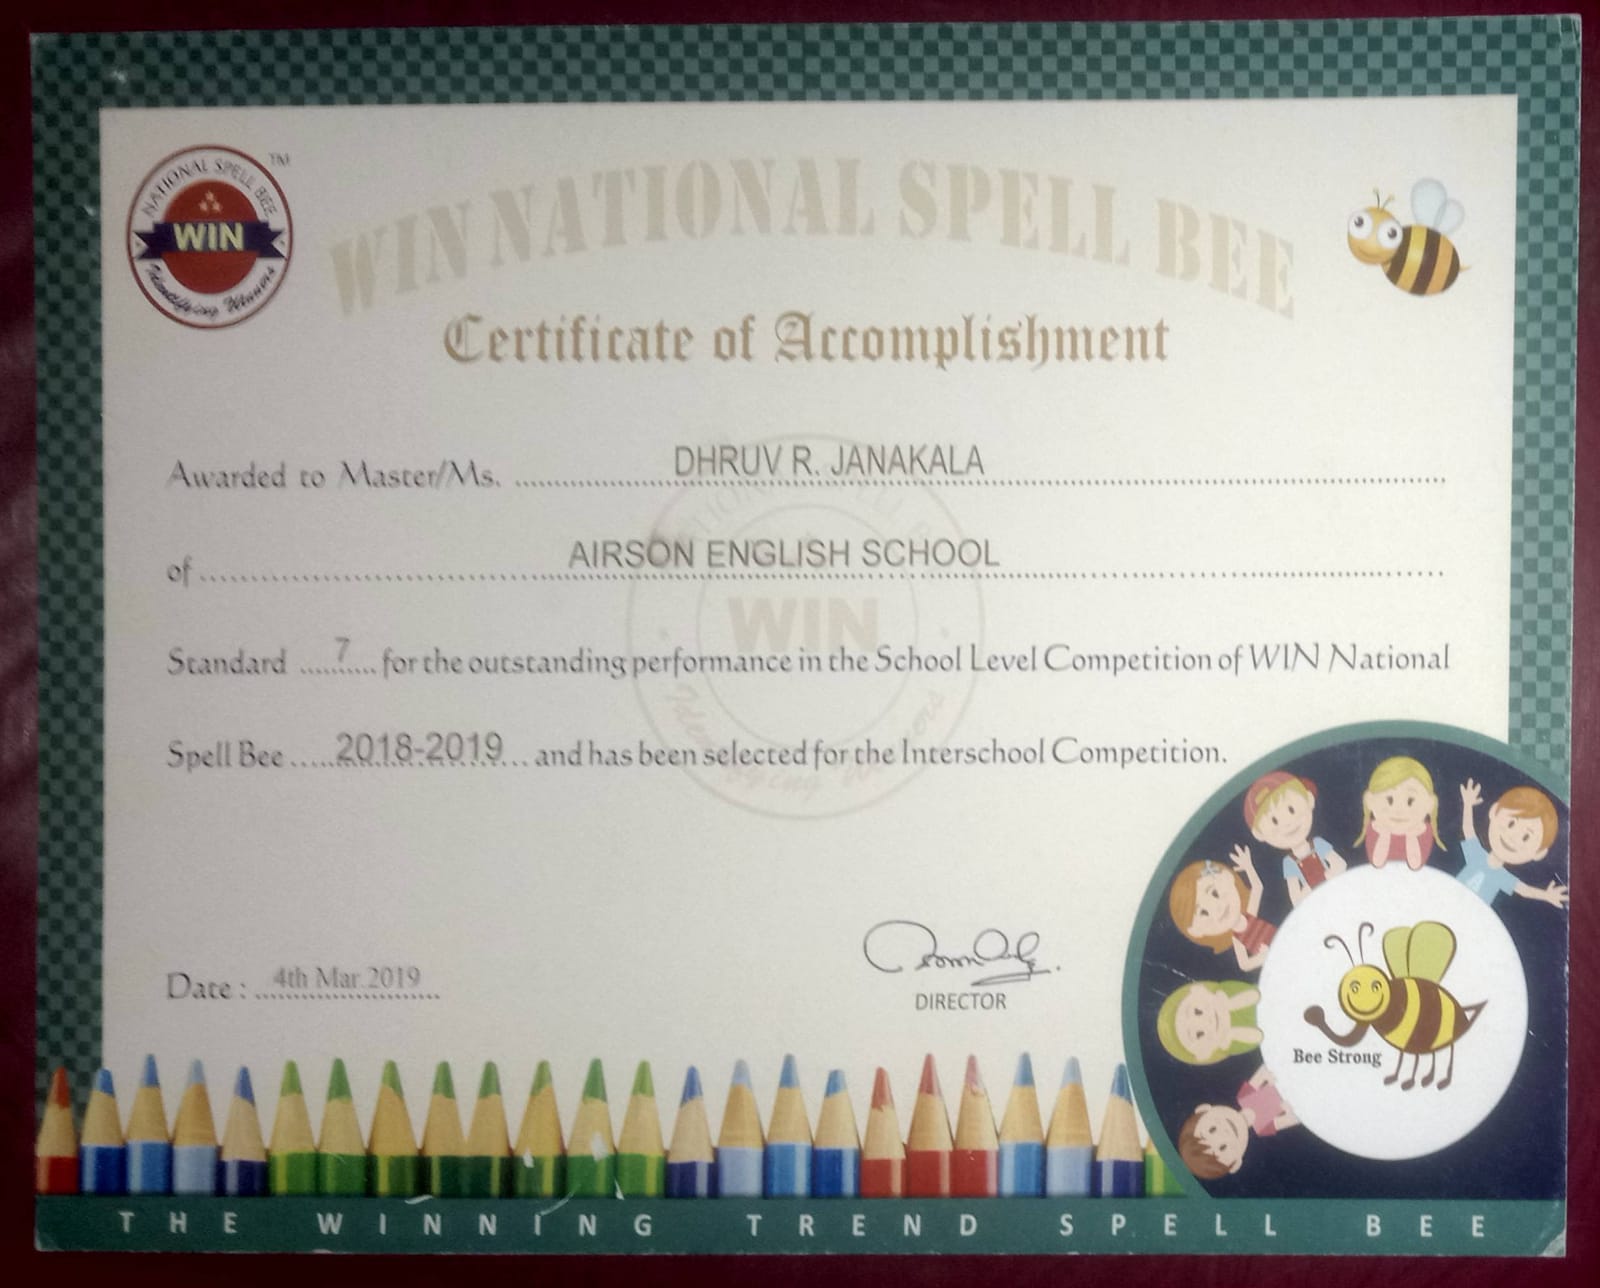 NATIONAL SPELL BEE
TM
WIN
Identifying Winners
WIN NATIONAL SPELL BEE
Certificate of Accomplishment
Awarded to Master/Ms. DHRUV R. JANAKALA
of AIRSON ENGLISH SCHOOL
WIN
Standard 7 for the outstanding performance in the School Level Competition of WIN National
Spell Bee 2018-2019 and has been selected for the Interschool Competition.
Date : 4th Mar.2019
DIRECTOR
Bee Strong
THE WINNING TREND SPELL BEE